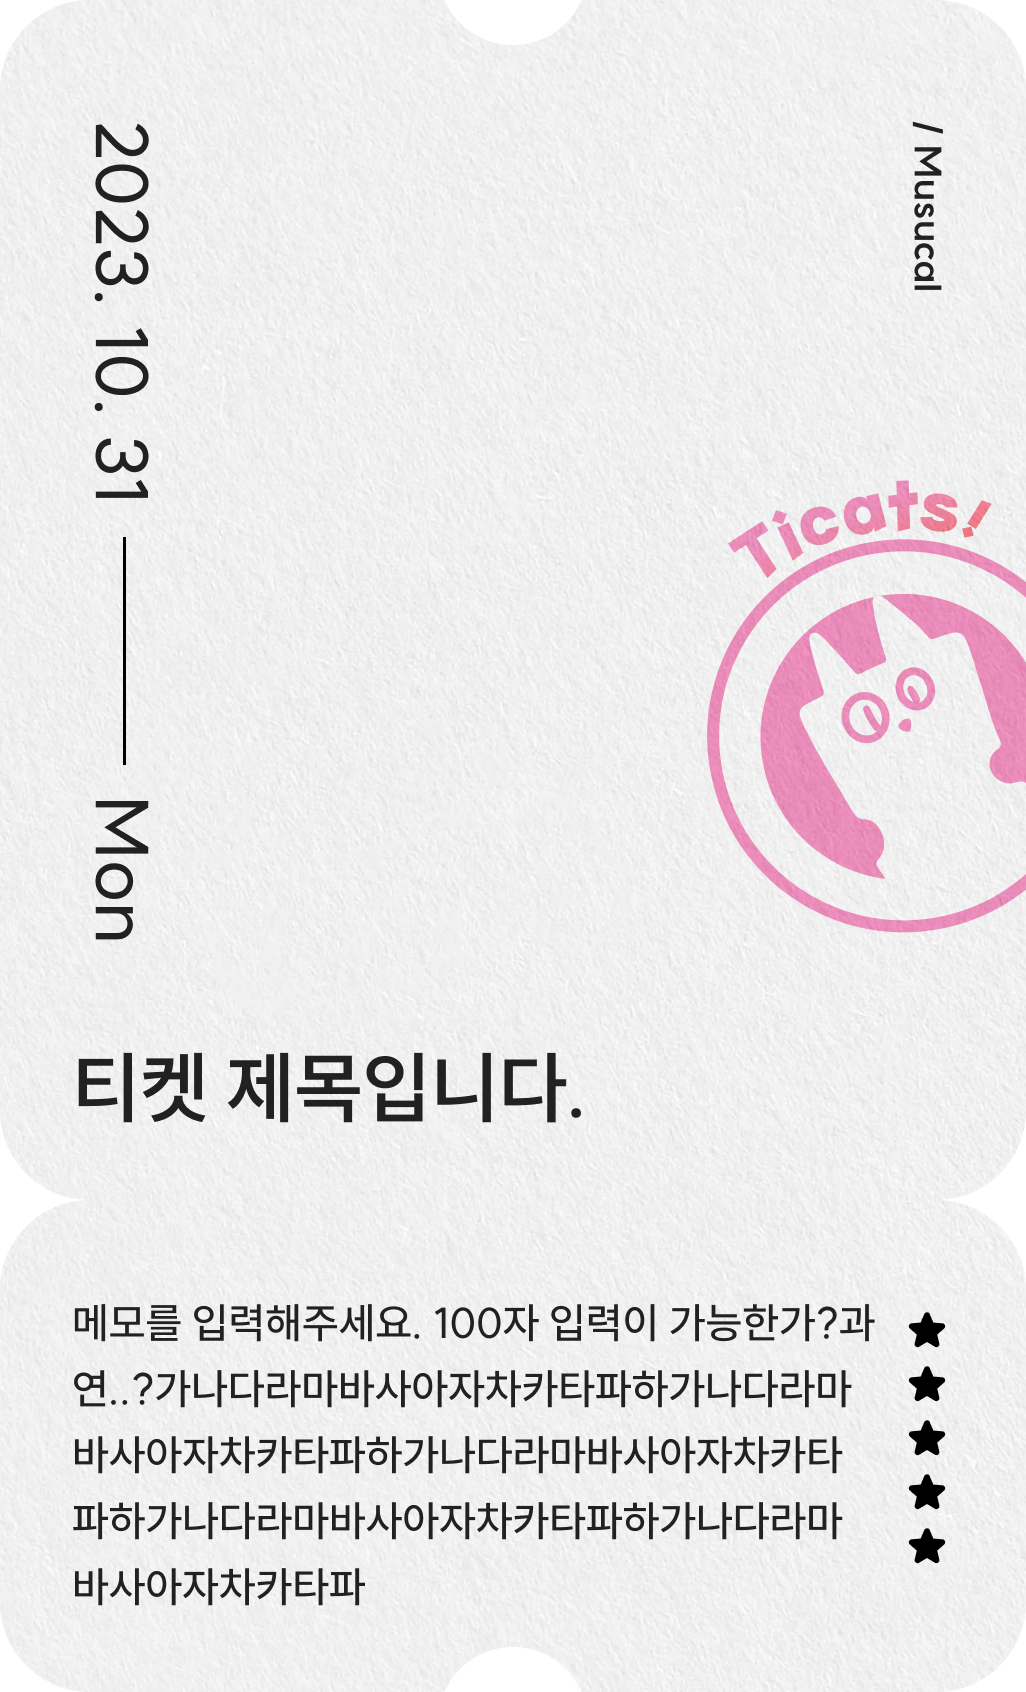 2023. 10. 31
Mon
/ Musucal
Ticats!
티켓 제목입니다.
메모를 입력해주세요. 100자 입력이 가능한가?과
연..?가나다라마바사아자차카타파하가나다라마
바사아자차카타파하가나다라마바사아자차카타
파하가나다라마바사아자차카타파하가나다라마
바사아자차카타파